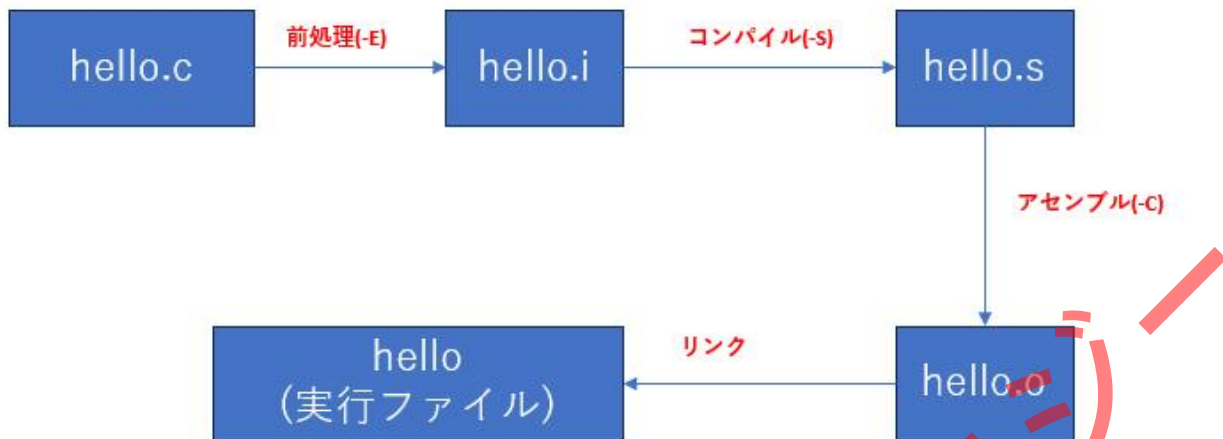 hello.c
前処理(-E)
hello.i
コンパイル(-S)
hello.s
アセンブル(-C)
hello.o
リンク
hello
(実行ファイル)